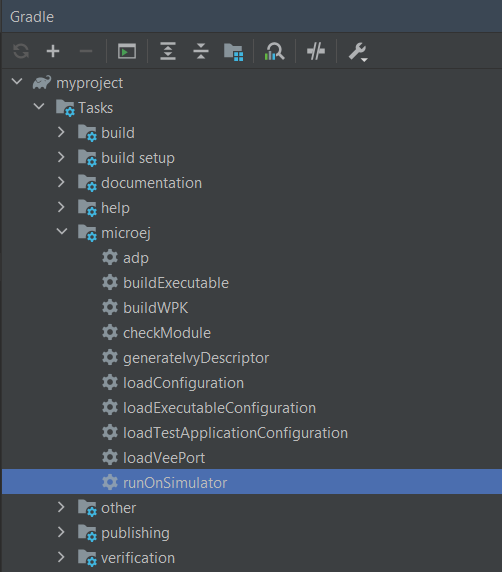 Gradle
myproject
Tasks
build
build setup
documentation
help
microej
adp
buildExecutable
buildWPK
checkModule
generateIvyDescriptor
loadConfiguration
loadExecutableConfiguration
loadTestApplicationConfiguration
loadVeePort
runOnSimulator
other
publishing
verification